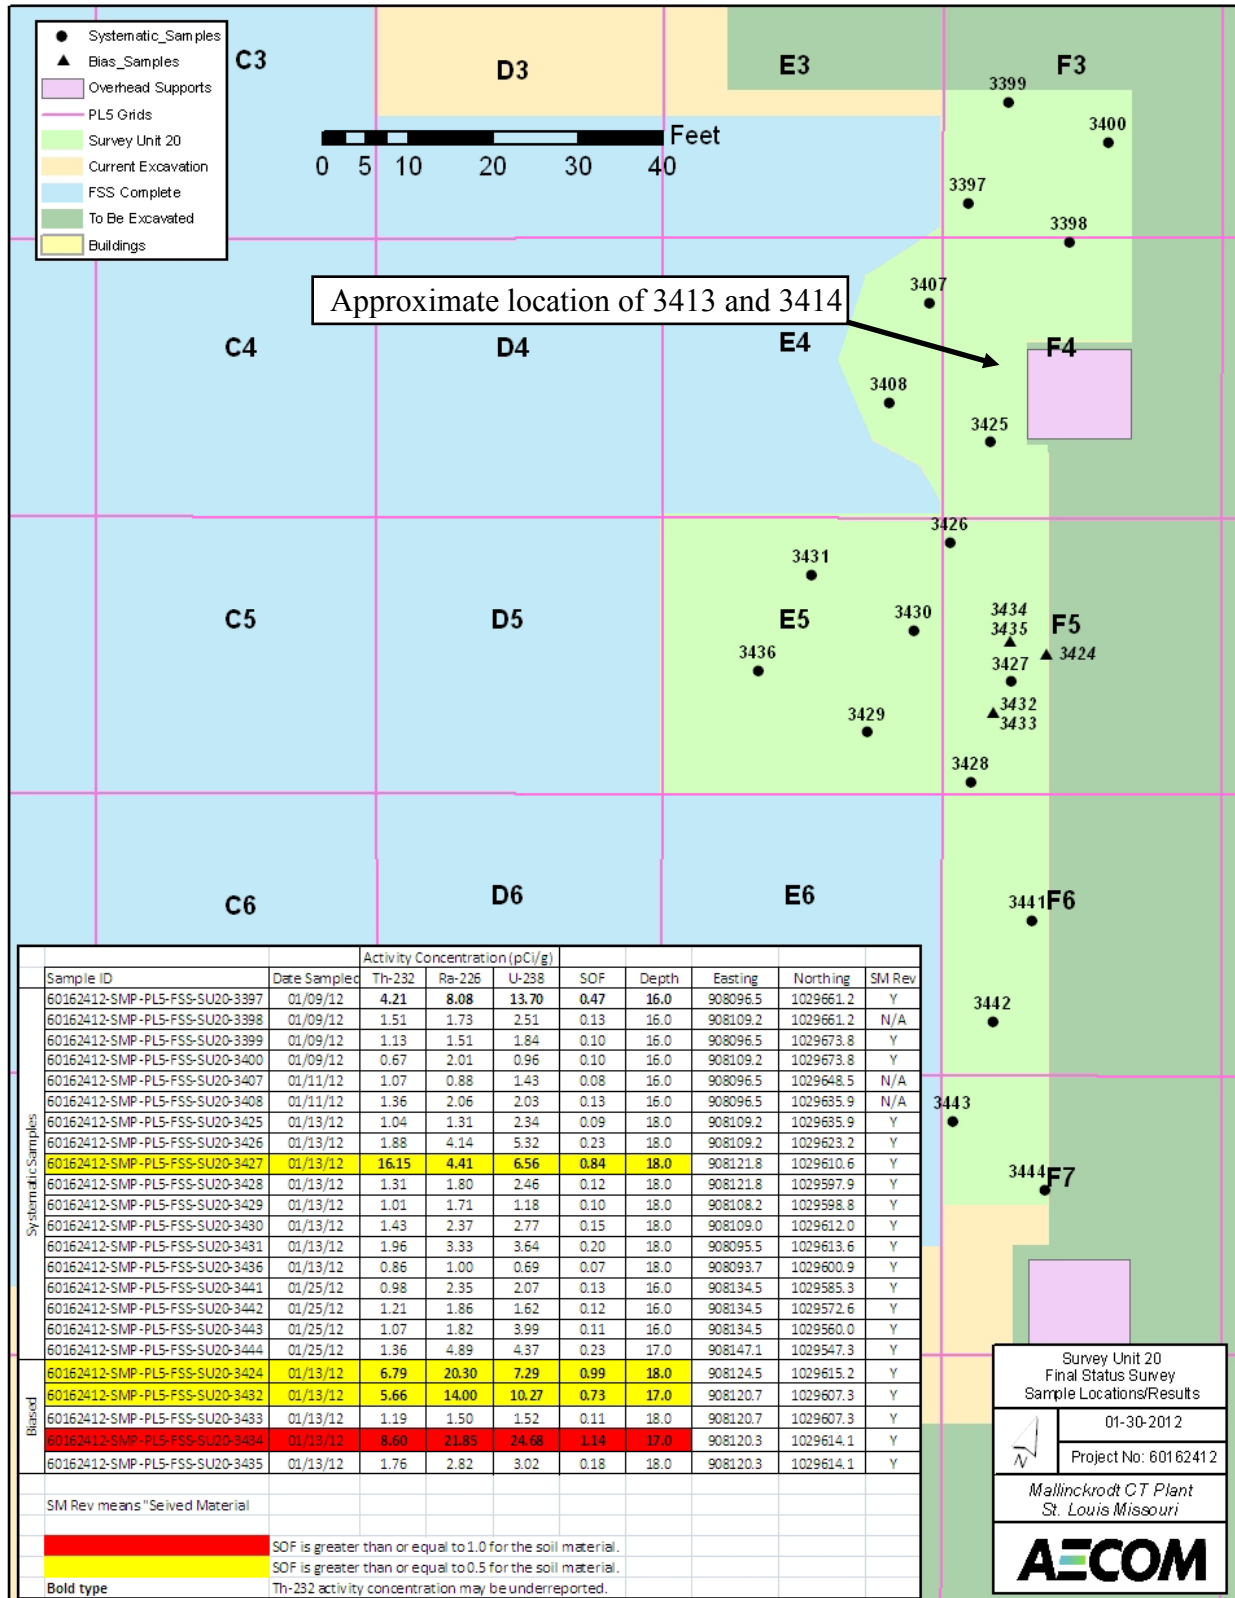 Systematic_Samples
Bias_Samples
Overhead Supports
PL5 Grids
Survey Unit 20
Current Excavation
FSS Complete
To Be Excavated
Buildings
C3
D3
E3
F3
3399
3400
Feet
0 5 10 20 30 40
3397
3398
3407
Approximate location of 3413 and 3414
C4
D4
E4
F4
3408
3425
3426
3431
C5
D5
E5
3430
3434
3435
F5
3424
3436
3427
3432
3433
3429
3428
C6
D6
E6
3441
F6
3442
3443
3444
F7
Activity Concentration (pCi/g)
Sample ID Date Sampled Th-232 Ra-226 U-238 SOF Depth Easting Northing SM Rev
Systematic Samples
60162412-SMP-PL5-FSS-SU20-3397 01/09/12 4.21 8.08 13.70 0.47 16.0 908096.5 1029661.2 Y
60162412-SMP-PL5-FSS-SU20-3398 01/09/12 1.51 1.73 2.51 0.13 16.0 908109.2 1029661.2 N/A
60162412-SMP-PL5-FSS-SU20-3399 01/09/12 1.13 1.51 1.84 0.10 16.0 908096.5 1029673.8 Y
60162412-SMP-PL5-FSS-SU20-3400 01/09/12 0.67 2.01 0.96 0.10 16.0 908109.2 1029673.8 Y
60162412-SMP-PL5-FSS-SU20-3407 01/11/12 1.07 0.88 1.43 0.08 16.0 908096.5 1029648.5 N/A
60162412-SMP-PL5-FSS-SU20-3408 01/11/12 1.36 2.06 2.03 0.13 16.0 908096.5 1029635.9 N/A
60162412-SMP-PL5-FSS-SU20-3425 01/13/12 1.04 1.31 2.34 0.09 18.0 908109.2 1029635.9 Y
60162412-SMP-PL5-FSS-SU20-3426 01/13/12 1.88 4.14 5.32 0.23 18.0 908109.2 1029623.2 Y
60162412-SMP-PL5-FSS-SU20-3427 01/13/12 16.15 4.41 6.56 0.84 18.0 908121.8 1029610.6 Y
60162412-SMP-PL5-FSS-SU20-3428 01/13/12 1.31 1.80 2.46 0.12 18.0 908121.8 1029597.9 Y
60162412-SMP-PL5-FSS-SU20-3429 01/13/12 1.01 1.71 1.18 0.10 18.0 908108.2 1029598.8 Y
60162412-SMP-PL5-FSS-SU20-3430 01/13/12 1.43 2.37 2.77 0.15 18.0 908109.0 1029612.0 Y
60162412-SMP-PL5-FSS-SU20-3431 01/13/12 1.96 3.33 3.64 0.20 18.0 908095.5 1029613.6 Y
60162412-SMP-PL5-FSS-SU20-3436 01/13/12 0.86 1.00 0.69 0.07 18.0 908093.7 1029600.9 Y
60162412-SMP-PL5-FSS-SU20-3441 01/25/12 0.98 2.35 2.07 0.13 16.0 908134.5 1029585.3 Y
60162412-SMP-PL5-FSS-SU20-3442 01/25/12 1.21 1.86 1.62 0.12 16.0 908134.5 1029572.6 Y
60162412-SMP-PL5-FSS-SU20-3443 01/25/12 1.07 1.82 3.99 0.11 16.0 908134.5 1029560.0 Y
60162412-SMP-PL5-FSS-SU20-3444 01/25/12 1.36 4.89 4.37 0.23 17.0 908147.1 1029547.3 Y
Biased
60162412-SMP-PL5-FSS-SU20-3424 01/13/12 6.79 20.30 7.29 0.99 18.0 908124.5 1029615.2 Y
60162412-SMP-PL5-FSS-SU20-3432 01/13/12 5.66 14.00 10.27 0.73 17.0 908120.7 1029607.3 Y
60162412-SMP-PL5-FSS-SU20-3433 01/13/12 1.19 1.50 1.52 0.11 18.0 908120.7 1029607.3 Y
60162412-SMP-PL5-FSS-SU20-3434 01/13/12 8.60 21.85 24.68 1.14 17.0 908120.3 1029614.1 Y
60162412-SMP-PL5-FSS-SU20-3435 01/13/12 1.76 2.82 3.02 0.18 18.0 908120.3 1029614.1 Y
SM Rev means "Seived Material
SOF is greater than or equal to 1.0 for the soil material.
SOF is greater than or equal to 0.5 for the soil material.
Bold type Th-232 activity concentration may be underreported.
Survey Unit 20
Final Status Survey
Sample Locations/Results
01-30-2012
N
Project No: 60162412
Mallinckrodt CT Plant
St. Louis Missouri
AECOM